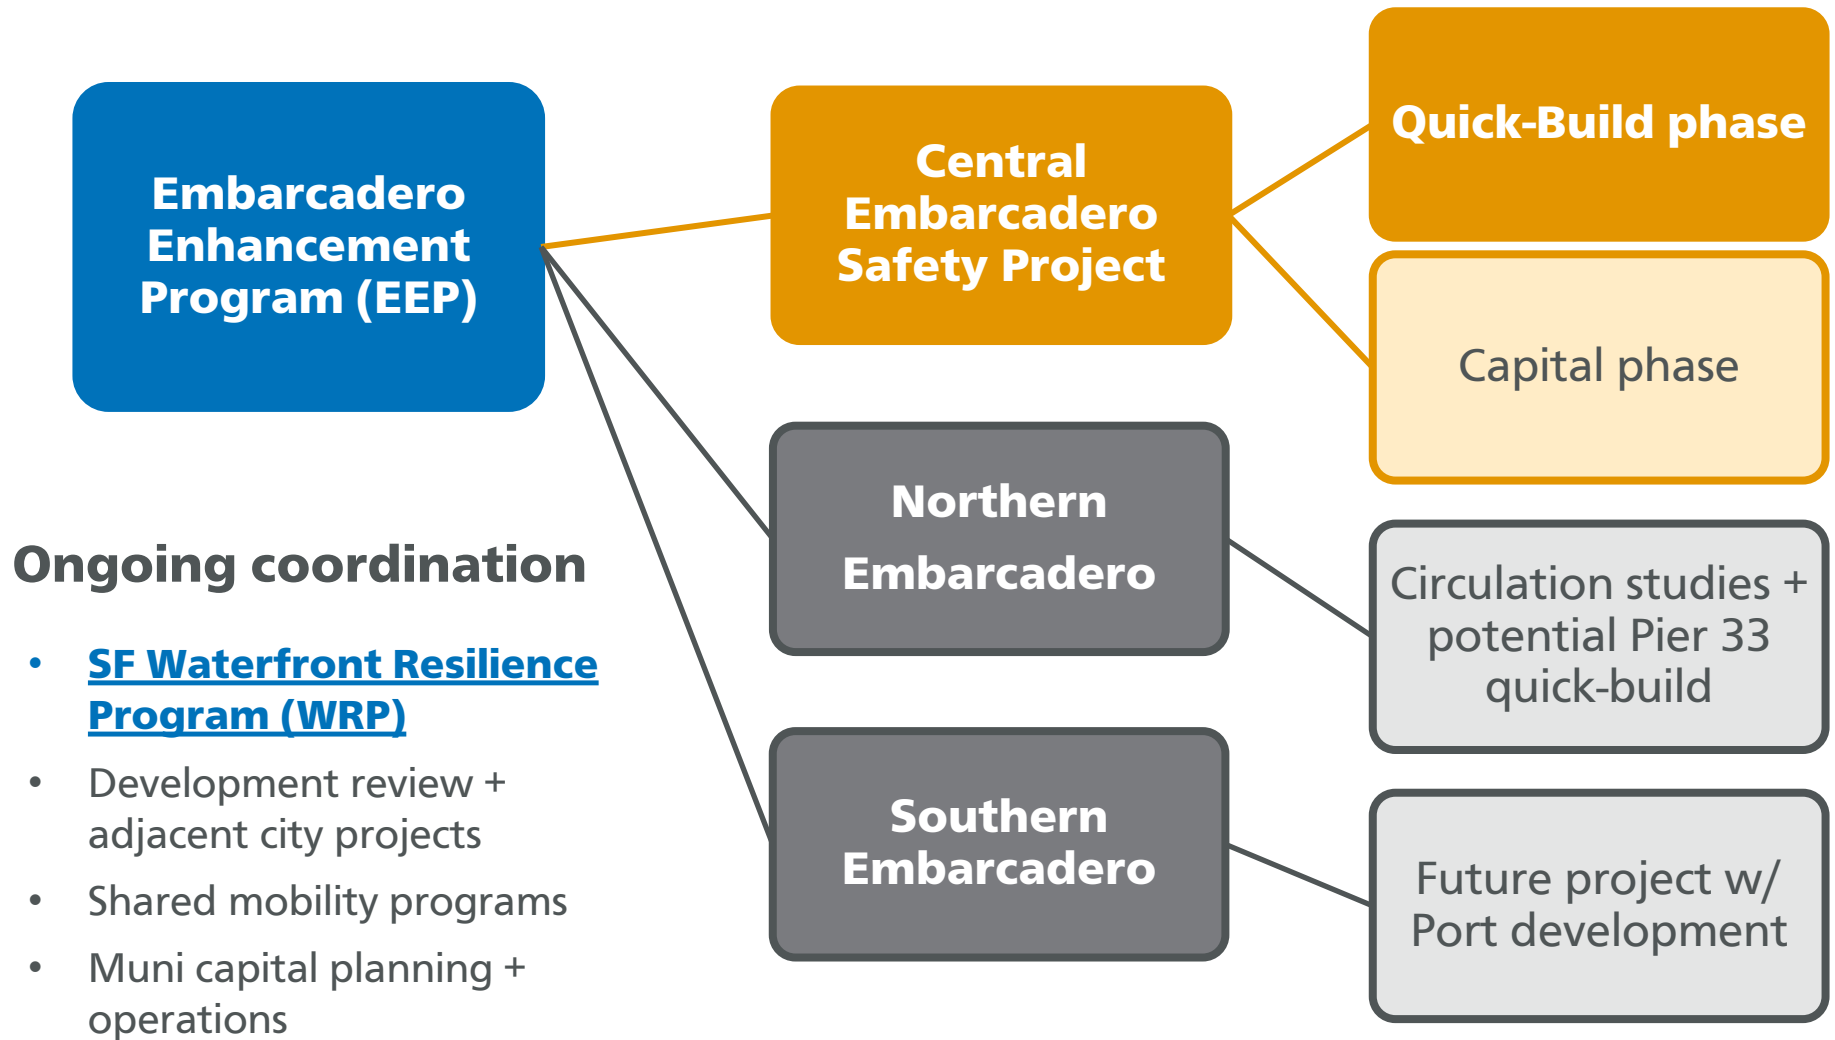 Embarcadero
Enhancement
Program (EEP)
Central
Embarcadero
Safety Project
Quick-Build phase
Capital phase
Northern
Embarcadero
Circulation studies +
potential Pier 33
quick-build
Southern
Embarcadero
Future project w/
Port development
Ongoing coordination
• SF Waterfront Resilience
Program (WRP)
• Development review +
adjacent city projects
• Shared mobility programs
• Muni capital planning +
operations